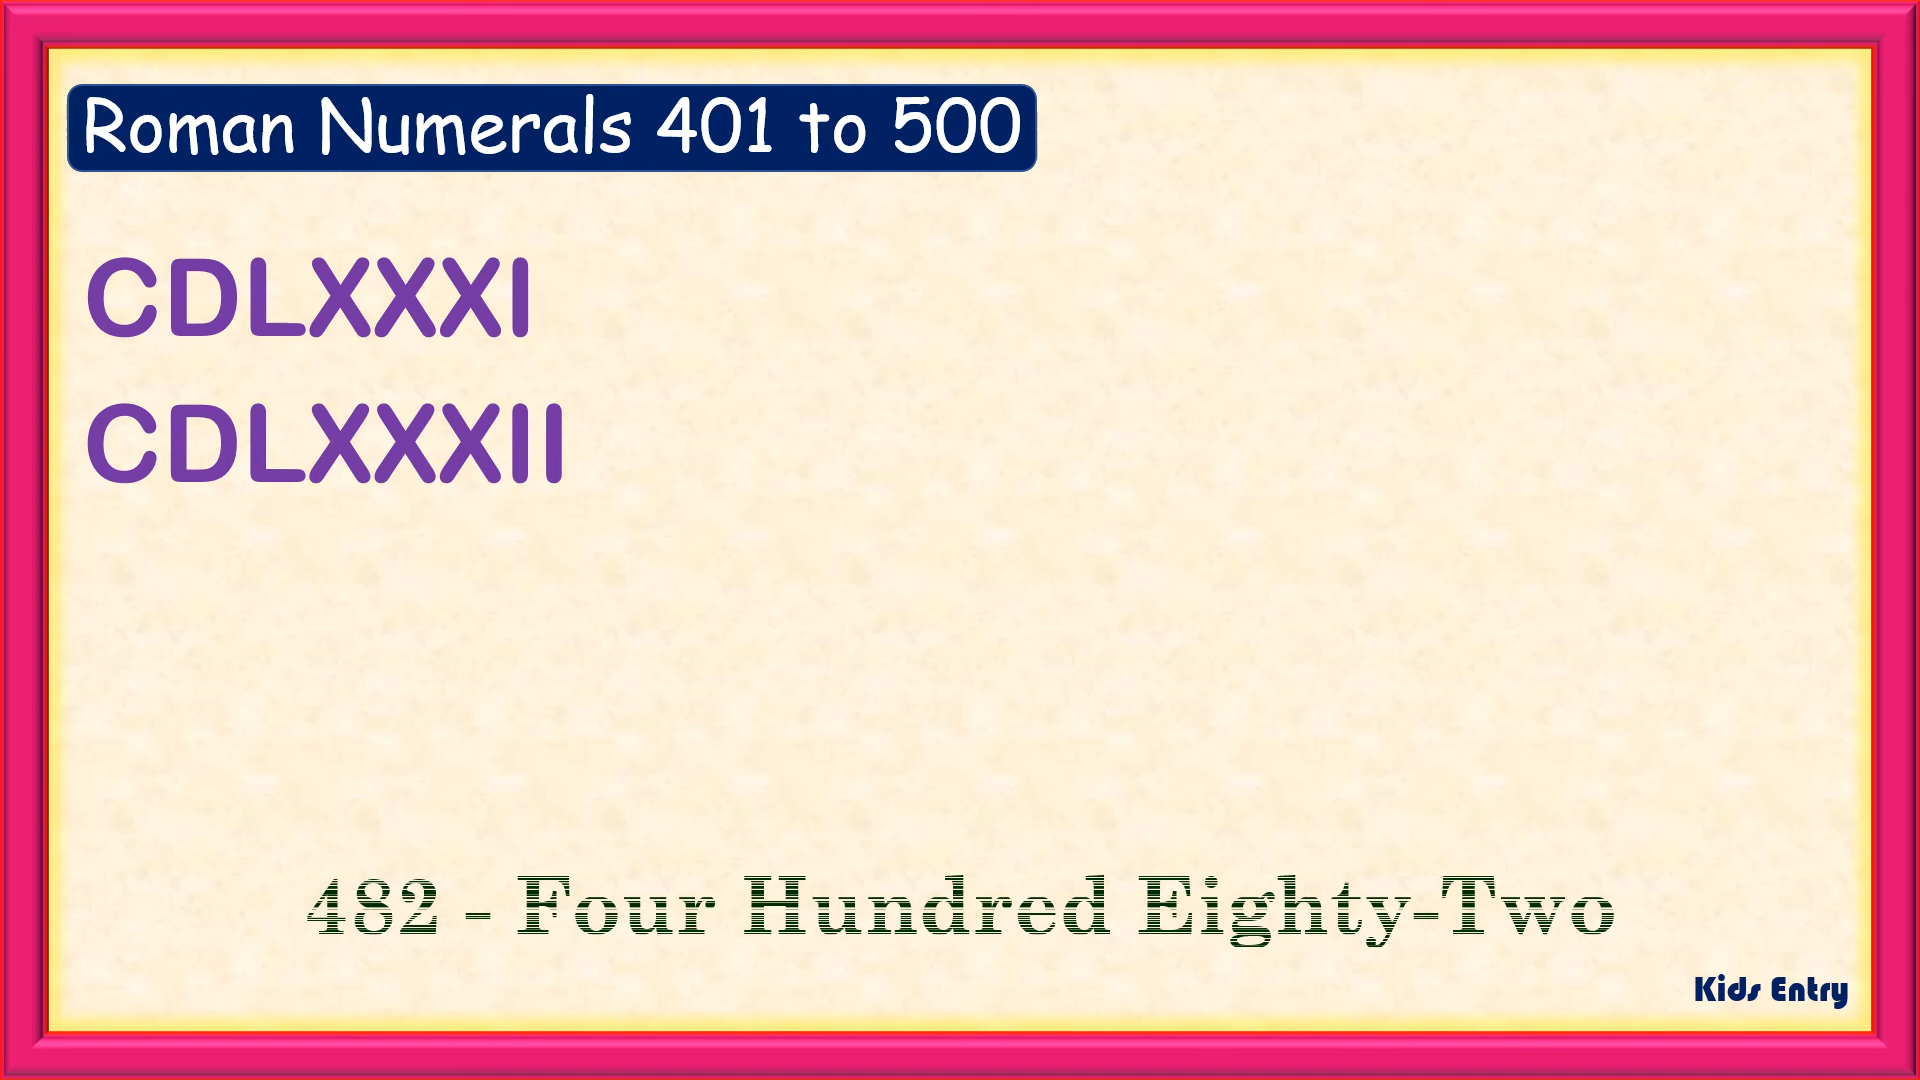 Roman Numerals 401 to 500
CDLXXXI
CDLXXXII
482 - Four Hundred Eighty-Two
Kids Entry